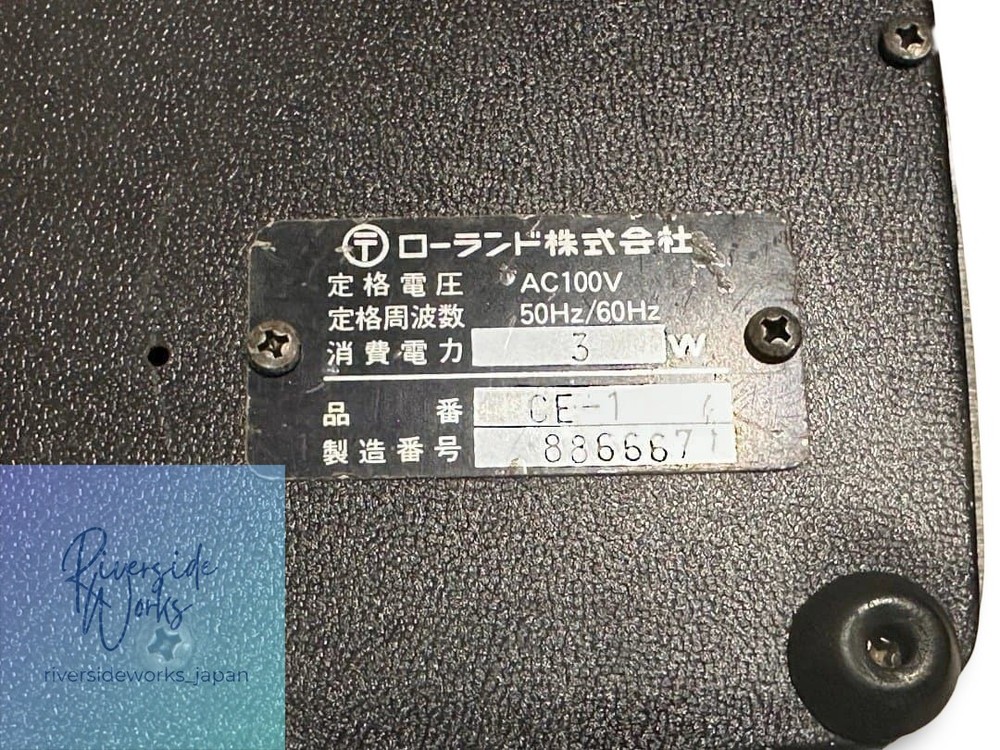 〒 ローランド株式会社
定格電圧 AC100V
定格周波数 50Hz/60Hz
消費電力 3 W
品番 CE-1
製造番号 886667
Riverside
Works
riversideworks_japan